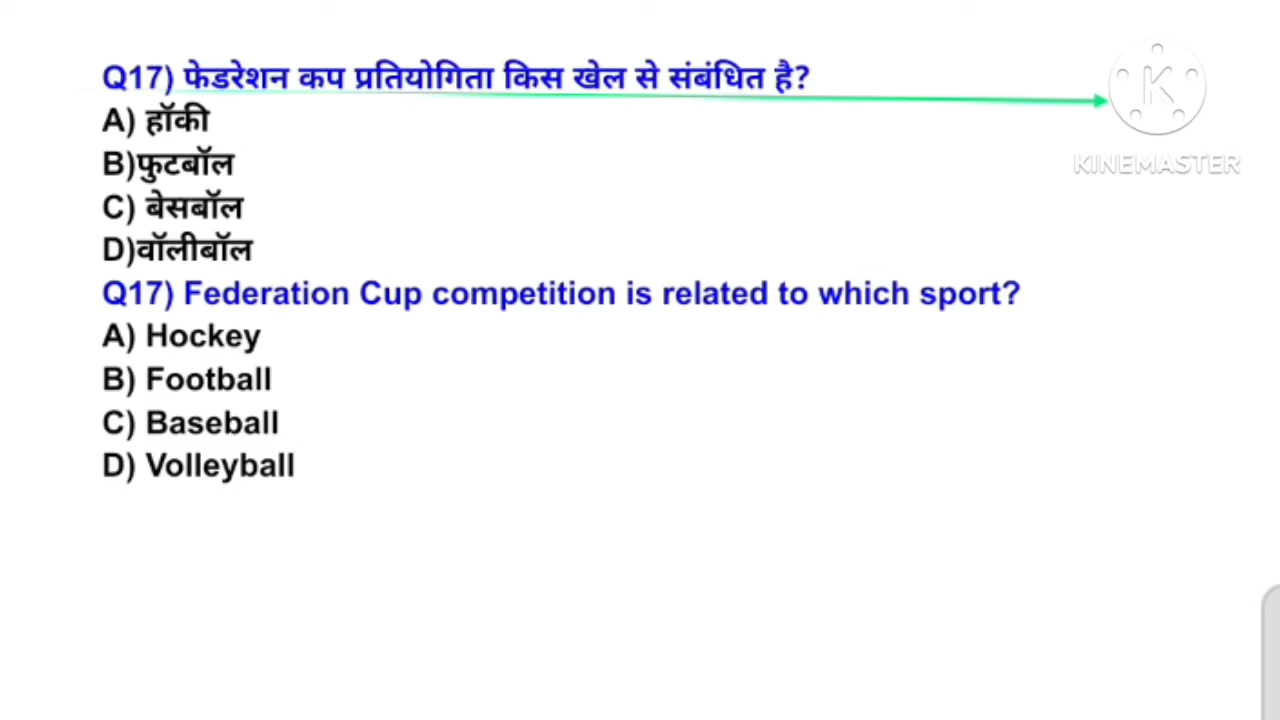 Q17) फेडरेशन कप प्रतियोगिता किस खेल से संबंधित है?
A) हॉकी
B)फुटबॉल
C) बेसबॉल
D)वॉलीबॉल
Q17) Federation Cup competition is related to which sport?
A) Hockey
B) Football
C) Baseball
D) Volleyball
K
KINEMASTER